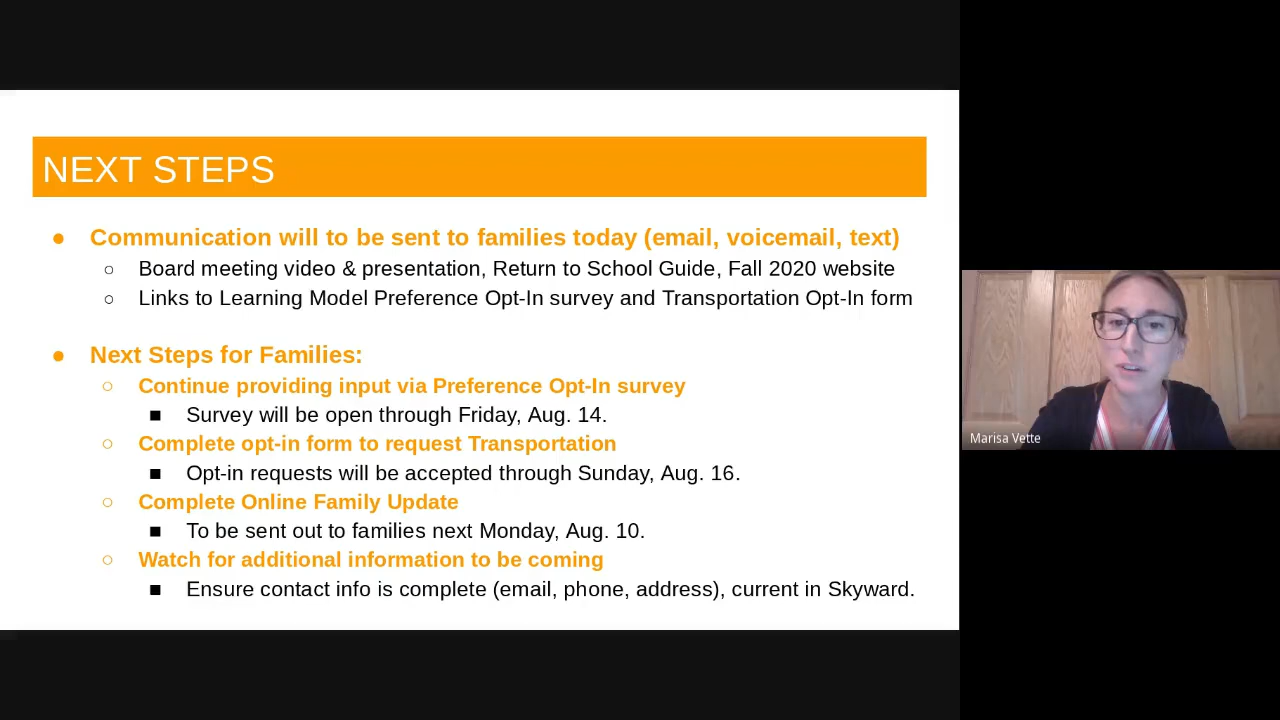 NEXT STEPS
● Communication will to be sent to families today (email, voicemail, text)
○ Board meeting video & presentation, Return to School Guide, Fall 2020 website
○ Links to Learning Model Preference Opt-In survey and Transportation Opt-In form
● Next Steps for Families:
○ Continue providing input via Preference Opt-In survey
■ Survey will be open through Friday, Aug. 14.
○ Complete opt-in form to request Transportation
■ Opt-in requests will be accepted through Sunday, Aug. 16.
○ Complete Online Family Update
■ To be sent out to families next Monday, Aug. 10.
○ Watch for additional information to be coming
■ Ensure contact info is complete (email, phone, address), current in Skyward.
Marisa Vette